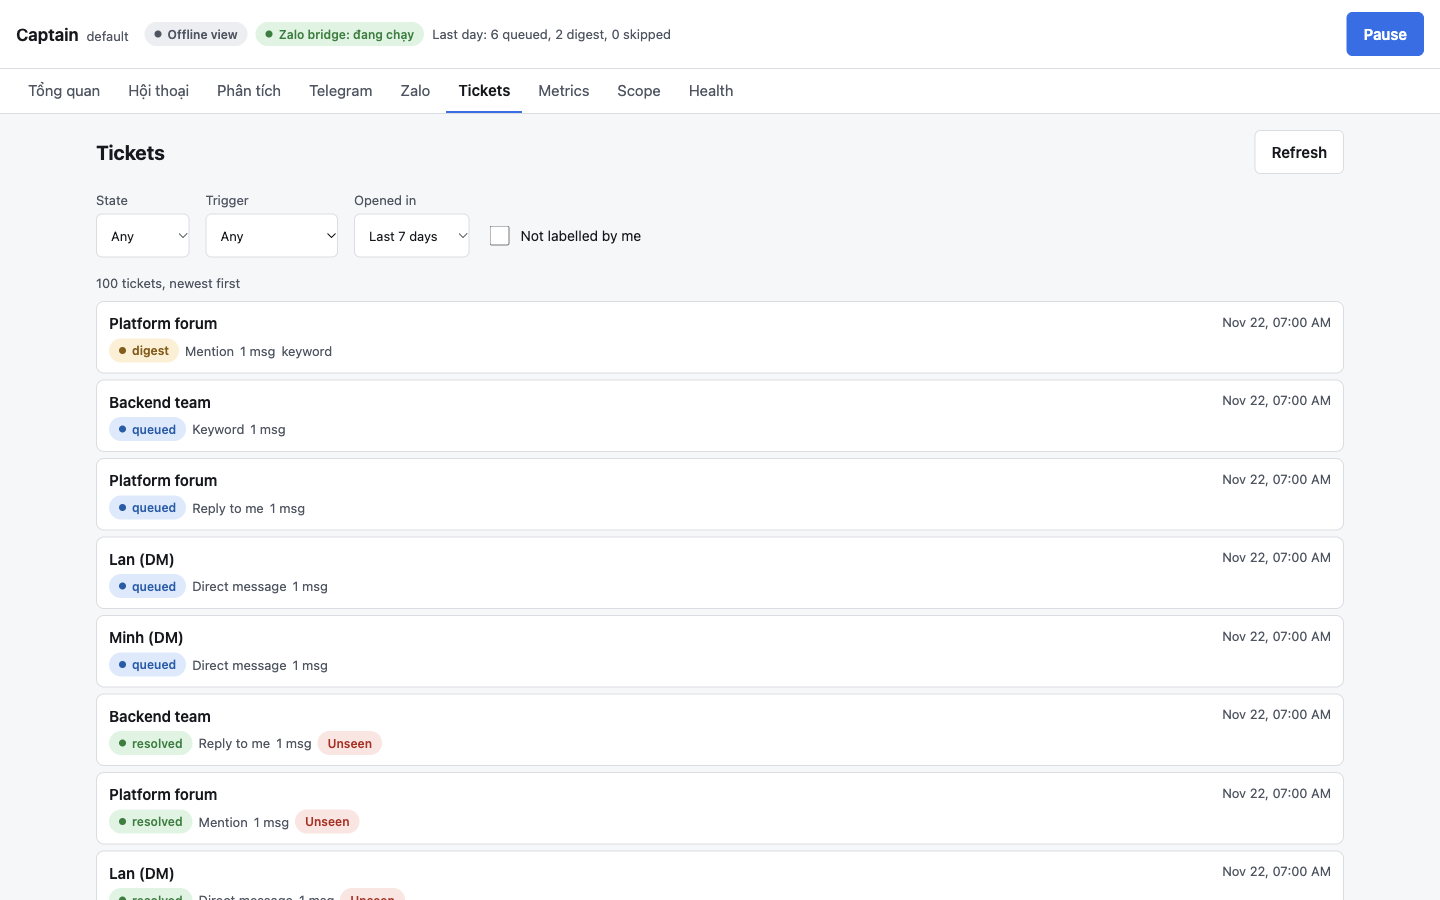 Captain default Offline view Zalo bridge: đang chạy Last day: 6 queued, 2 digest, 0 skipped Pause
Tổng quan Hội thoại Phân tích Telegram Zalo Tickets Metrics Scope Health
Tickets Refresh
State Trigger Opened in
Any Any Last 7 days Not labelled by me
100 tickets, newest first
Platform forum Nov 22, 07:00 AM
digest Mention 1 msg keyword
Backend team Nov 22, 07:00 AM
queued Keyword 1 msg
Platform forum Nov 22, 07:00 AM
queued Reply to me 1 msg
Lan (DM) Nov 22, 07:00 AM
queued Direct message 1 msg
Minh (DM) Nov 22, 07:00 AM
queued Direct message 1 msg
Backend team Nov 22, 07:00 AM
resolved Reply to me 1 msg Unseen
Platform forum Nov 22, 07:00 AM
resolved Mention 1 msg Unseen
Lan (DM) Nov 22, 07:00 AM
resolved Direct message 1 msg Unseen